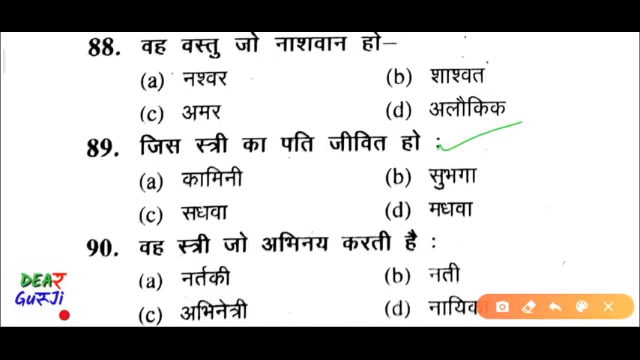 88. वह वस्तु जो नाशवान हो–
(a) नश्वर (b) शाश्वत
(c) अमर (d) अलौकिक
89. जिस स्त्री का पति जीवित हो :
(a) कामिनी (b) सुभगा
(c) सधवा (d) मधवा
90. वह स्त्री जो अभिनय करती है :
(a) नर्तकी (b) नती
(c) अभिनेत्री (d) नायिका
DEAR
GURUJI